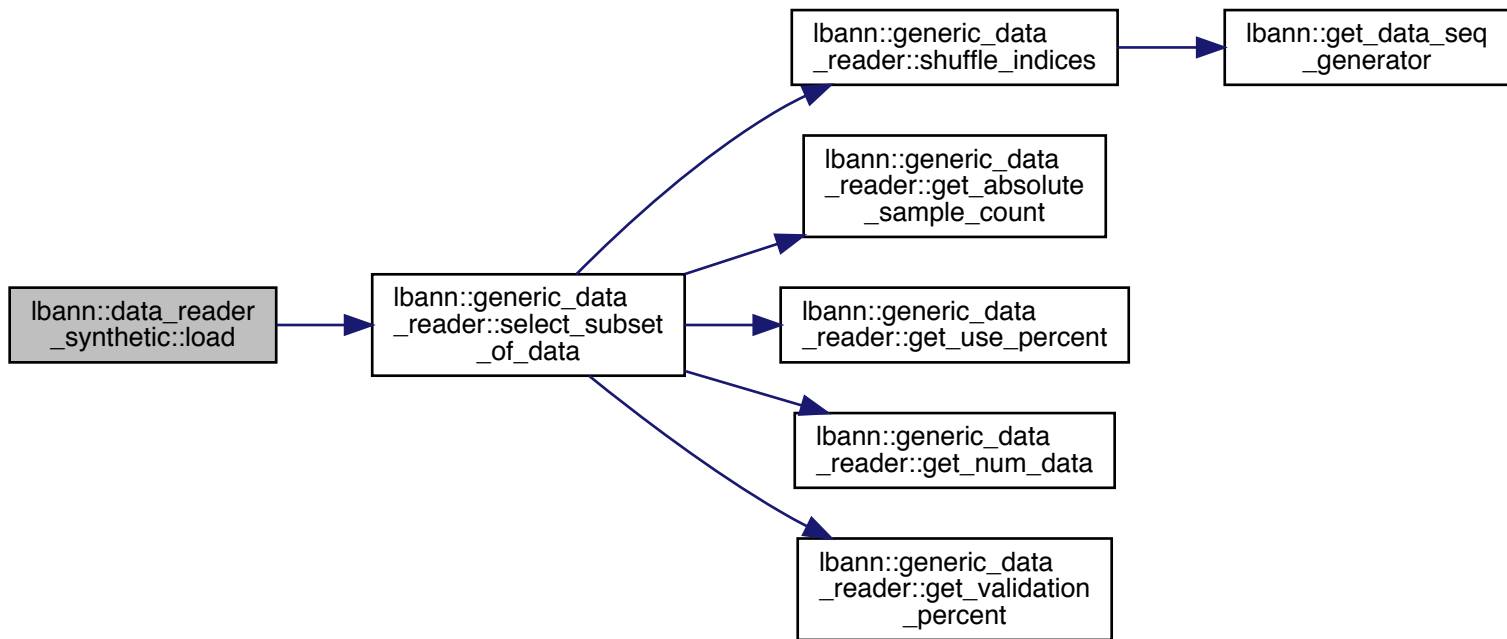 lbann::generic_data
_reader::shuffle_indices
lbann::get_data_seq
_generator
lbann::generic_data
_reader::get_absolute
_sample_count
lbann::data_reader
_synthetic::load
lbann::generic_data
_reader::select_subset
_of_data
lbann::generic_data
_reader::get_use_percent
lbann::generic_data
_reader::get_num_data
lbann::generic_data
_reader::get_validation
_percent